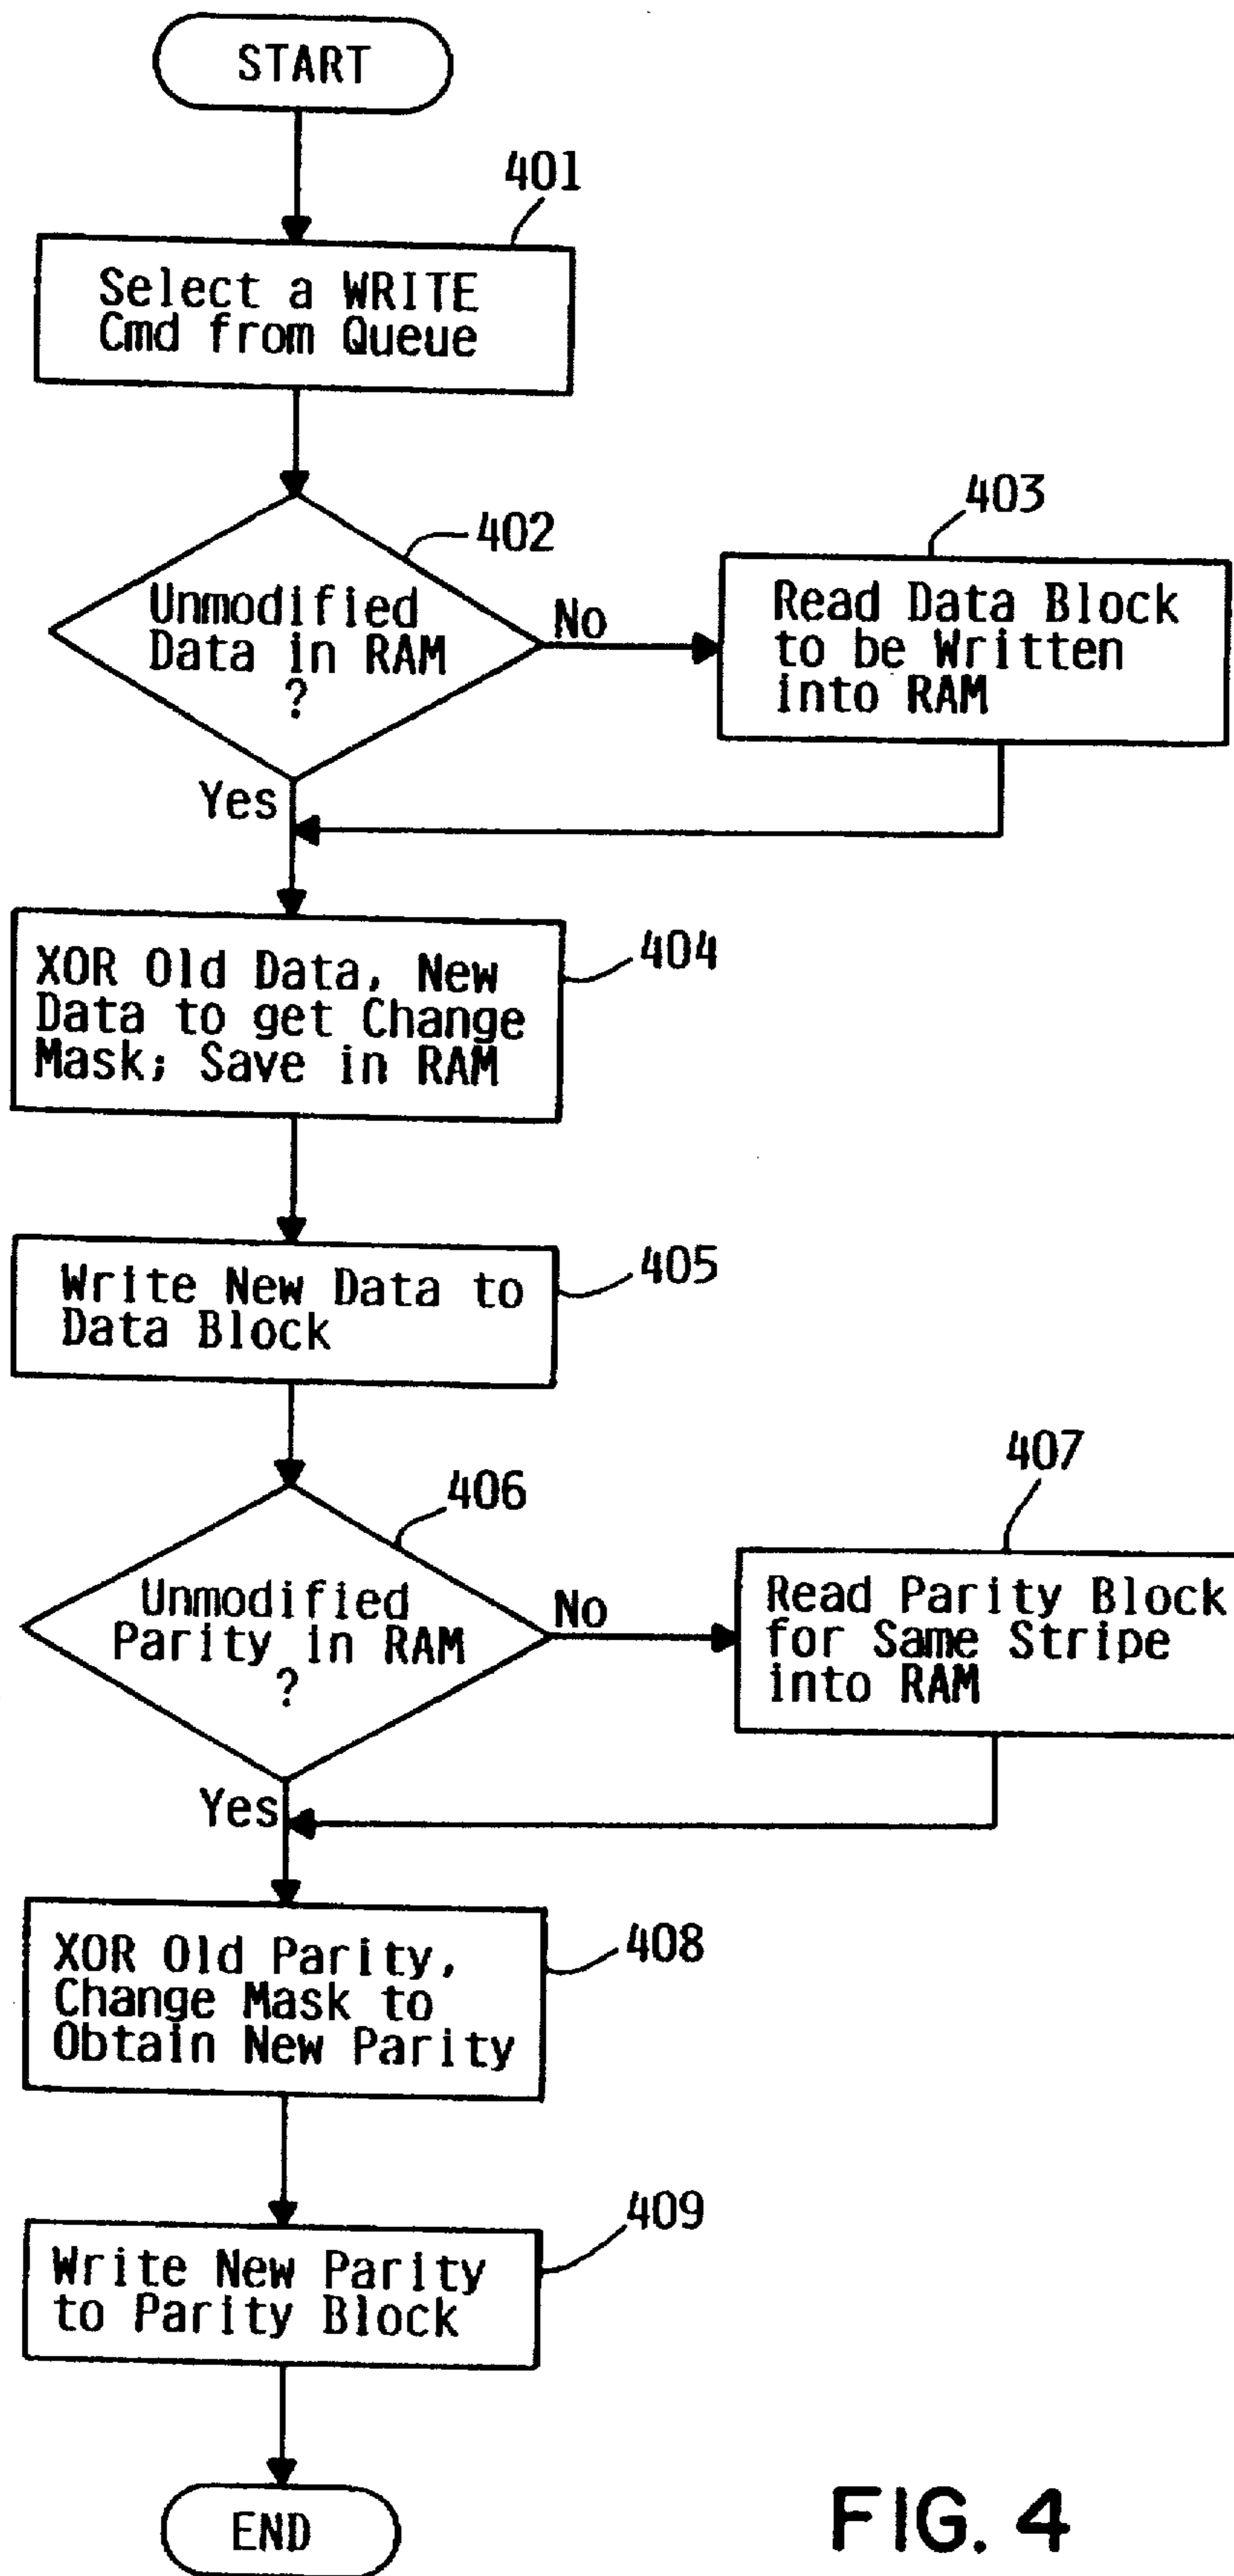 START
401
Select a WRITE
Cmd from Queue
402
Unmodified
Data in RAM
?
No
403
Read Data Block
to be Written
into RAM
Yes
404
XOR Old Data, New
Data to get Change
Mask; Save in RAM
405
Write New Data to
Data Block
406
Unmodified
Parity in RAM
?
No
407
Read Parity Block
for Same Stripe
into RAM
Yes
408
XOR Old Parity,
Change Mask to
Obtain New Parity
409
Write New Parity
to Parity Block
END
FIG. 4